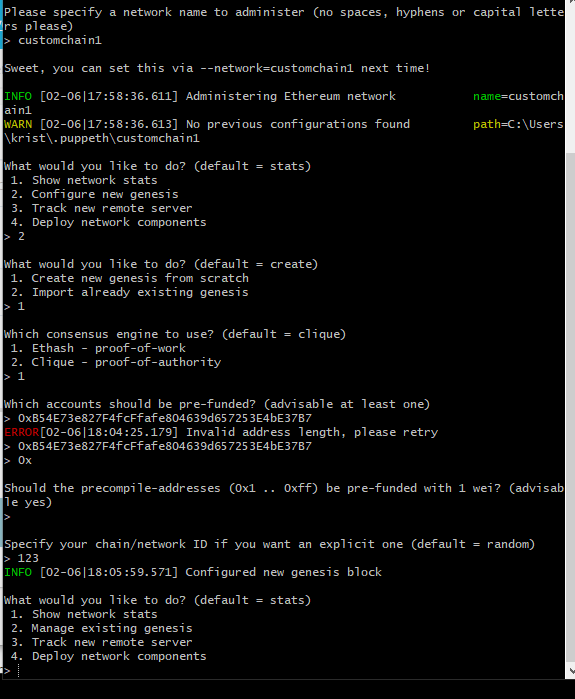 Please specify a network name to administer (no spaces, hyphens or capital lette
rs please)
> customchain1
Sweet, you can set this via --network=customchain1 next time!
INFO [02-06|17:58:36.611] Administering Ethereum network name=customch
ain1
WARN [02-06|17:58:36.613] No previous configurations found path=C:\Users
\krist\.puppeth\customchain1
What would you like to do? (default = stats)
1. Show network stats
2. Configure new genesis
3. Track new remote server
4. Deploy network components
> 2
What would you like to do? (default = create)
1. Create new genesis from scratch
2. Import already existing genesis
> 1
Which consensus engine to use? (default = clique)
1. Ethash - proof-of-work
2. Clique - proof-of-authority
> 1
Which accounts should be pre-funded? (advisable at least one)
> 0xB54E73e827F4fcFfafe804639d657253E4bE37B7
ERROR[02-06|18:04:25.179] Invalid address length, please retry
> 0xB54E73e827F4fcFfafe804639d657253E4bE37B7
> 0x
Should the precompile-addresses (0x1 .. 0xff) be pre-funded with 1 wei? (advisab
le yes)
>
Specify your chain/network ID if you want an explicit one (default = random)
> 123
INFO [02-06|18:05:59.571] Configured new genesis block
What would you like to do? (default = stats)
1. Show network stats
2. Manage existing genesis
3. Track new remote server
4. Deploy network components
>